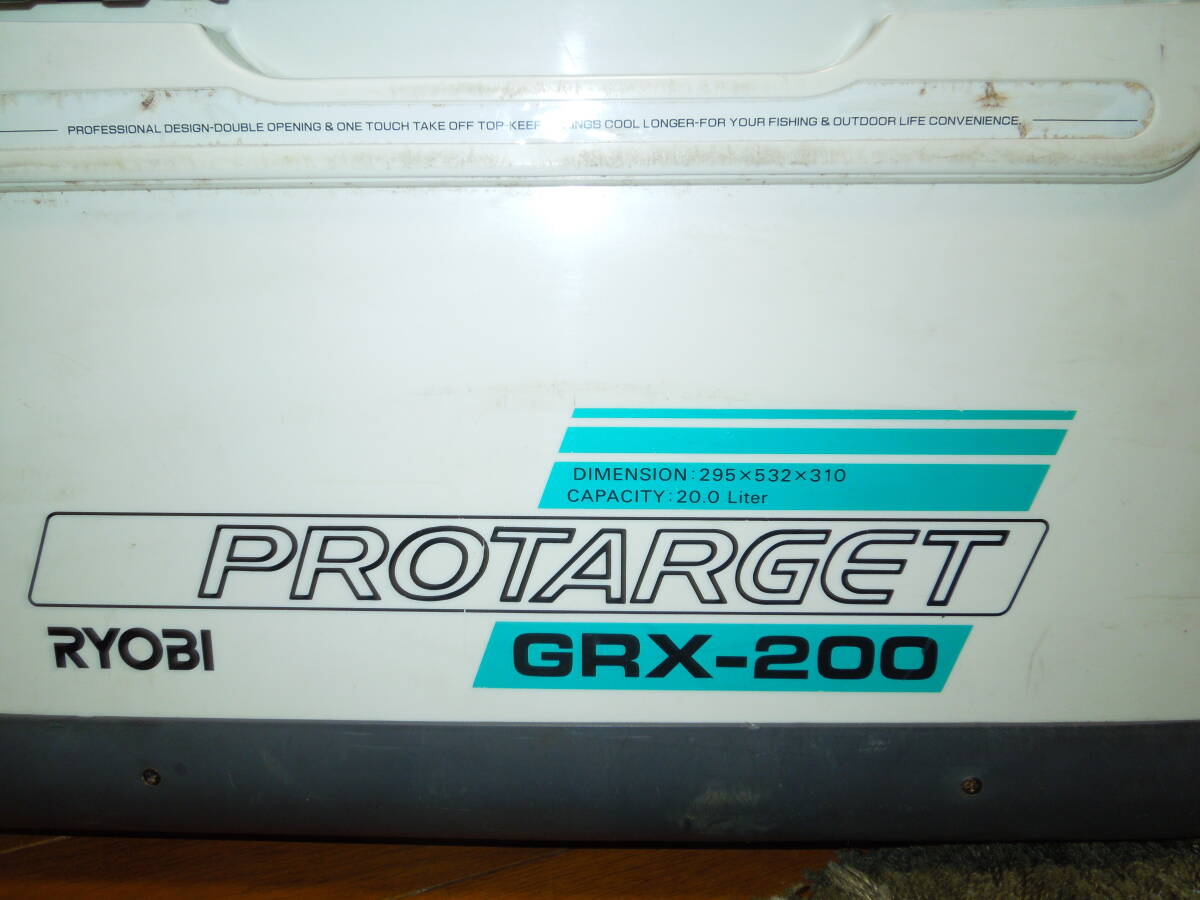 PROFESSIONAL DESIGN-DOUBLE OPENING & ONE TOUCH TAKE OFF TOP-KEEP COOL LONGER-FOR YOUR FISHING & OUTDOOR LIFE CONVENIENCE.
DIMENSION:295×532×310
CAPACITY:20.0 Liter
PROTARGET
RYOBI
GRX-200